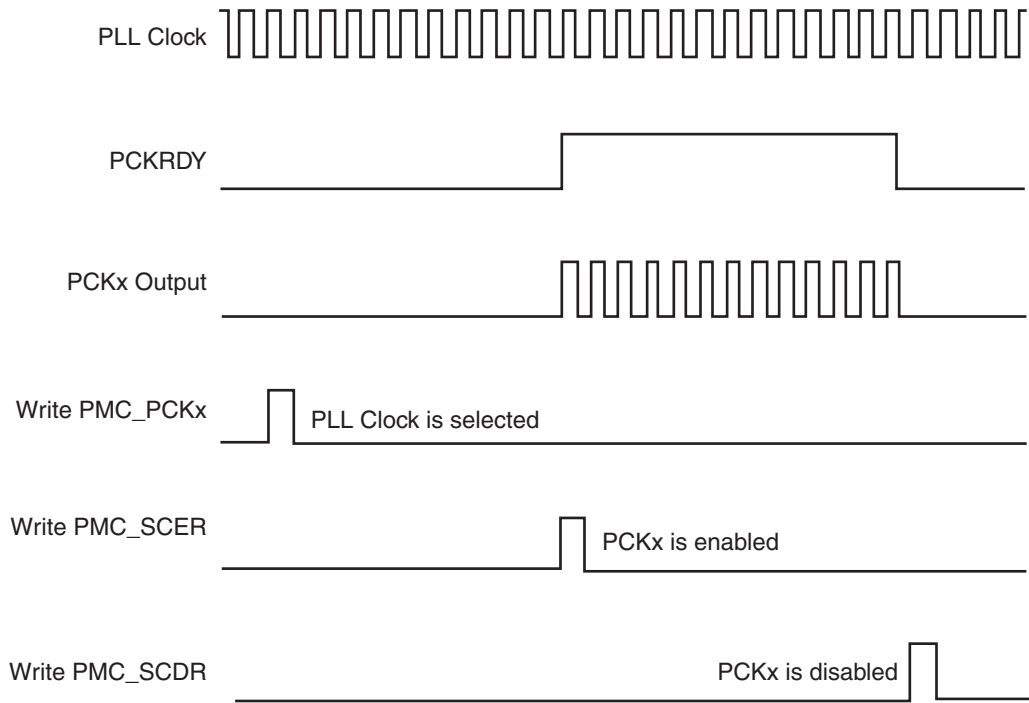 PLL Clock
PCKRDY
PCKx Output
Write PMC_PCKx
PLL Clock is selected
Write PMC_SCER
PCKx is enabled
Write PMC_SCDR
PCKx is disabled